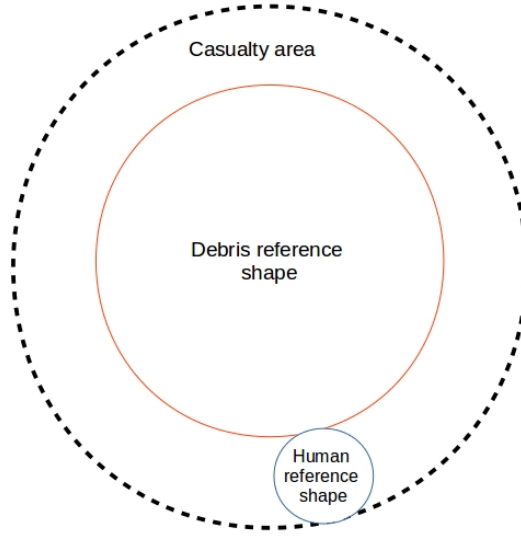 Casualty area
Debris reference
shape
Human
reference
shape